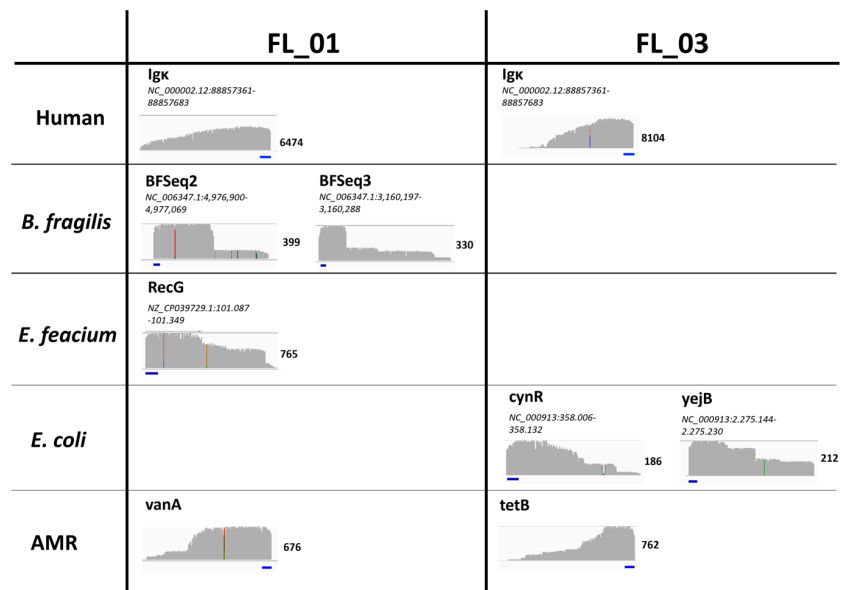 FL_01
FL_03
Human
Igκ
NC_000002.12:88857361-
88857683
6474
Igκ
NC_000002.12:88857361-
88857683
8104
B. fragilis
BFSeq2
NC_006347.1:4,976,900-
4,977,069
399
BFSeq3
NC_006347.1:3,160,197-
3,160,288
330
E. feacium
RecG
NZ_CP039729.1:101.087
-101.349
765
E. coli
cynR
NC_000913:358.006-
358.132
186
yejB
NC_000913:2.275.144-
2.275.230
212
AMR
vanA
676
tetB
762